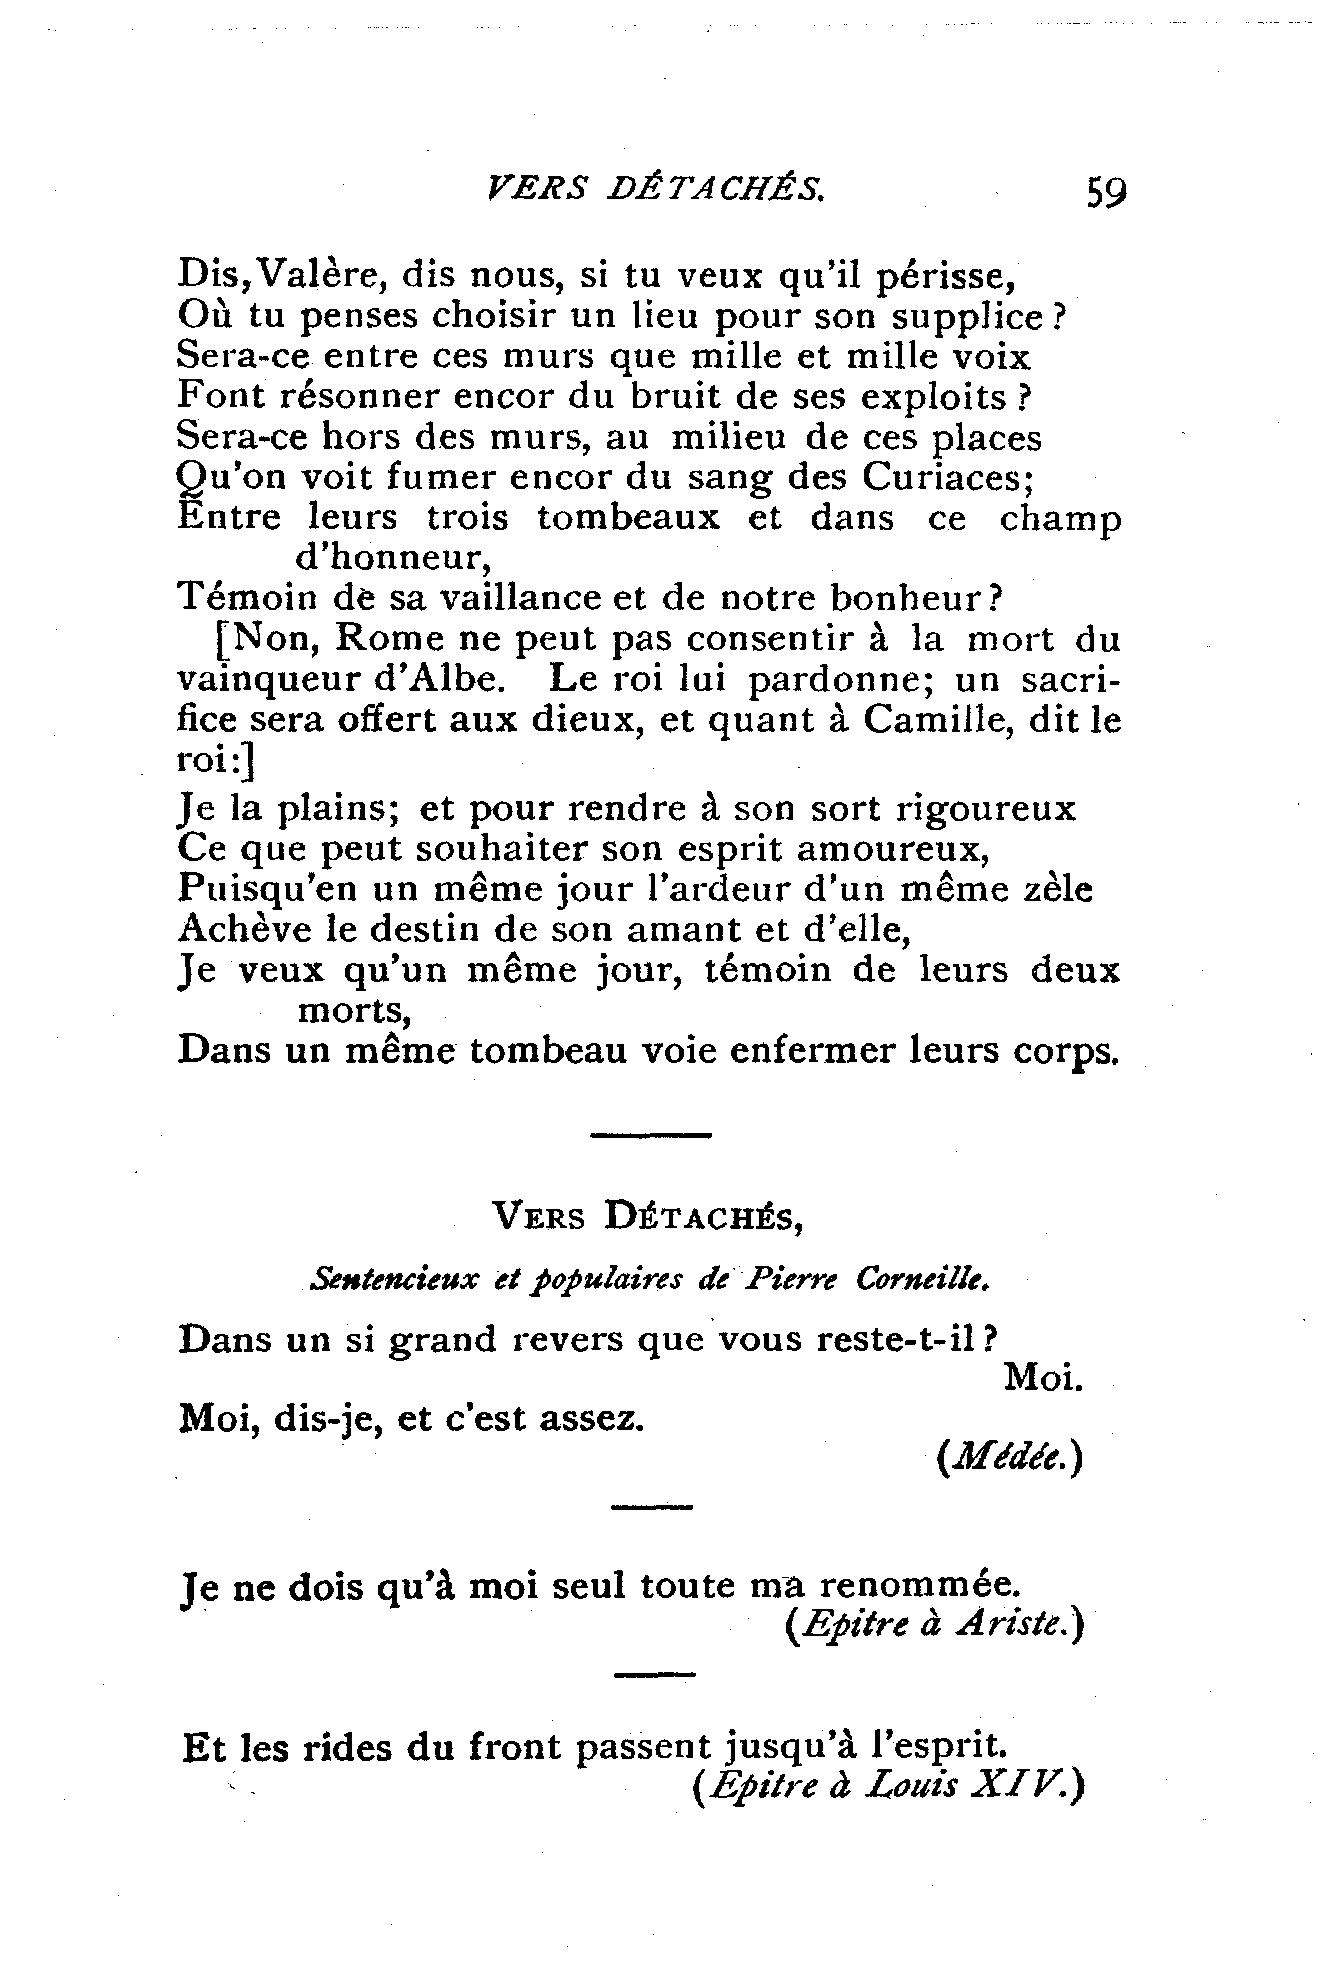 VERS DÉTACHÉS. 59
Dis, Valère, dis nous, si tu veux qu'il périsse,
Où tu penses choisir un lieu pour son supplice ?
Sera-ce entre ces murs que mille et mille voix
Font résonner encor du bruit de ses exploits ?
Sera-ce hors des murs, au milieu de ces places
Qu'on voit fumer encor du sang des Curiaces;
Entre leurs trois tombeaux et dans ce champ
d'honneur,
Témoin de sa vaillance et de notre bonheur ?
[Non, Rome ne peut pas consentir à la mort du
vainqueur d'Albe. Le roi lui pardonne; un sacri-
fice sera offert aux dieux, et quant à Camille, dit le
roi:]
Je la plains; et pour rendre à son sort rigoureux
Ce que peut souhaiter son esprit amoureux,
Puisqu'en un même jour l'ardeur d'un même zèle
Achève le destin de son amant et d'elle,
Je veux qu'un même jour, témoin de leurs deux
morts,
Dans un même tombeau voie enfermer leurs corps.
VERS DÉTACHÉS,
Sentencieux et populaires de Pierre Corneille.
Dans un si grand revers que vous reste-t-il ?
Moi.
Moi, dis-je, et c'est assez.
(Médée.)
Je ne dois qu'à moi seul toute ma renommée.
(Epitre à Ariste.)
Et les rides du front passent jusqu'à l'esprit.
(Epitre à Louis XIV.)